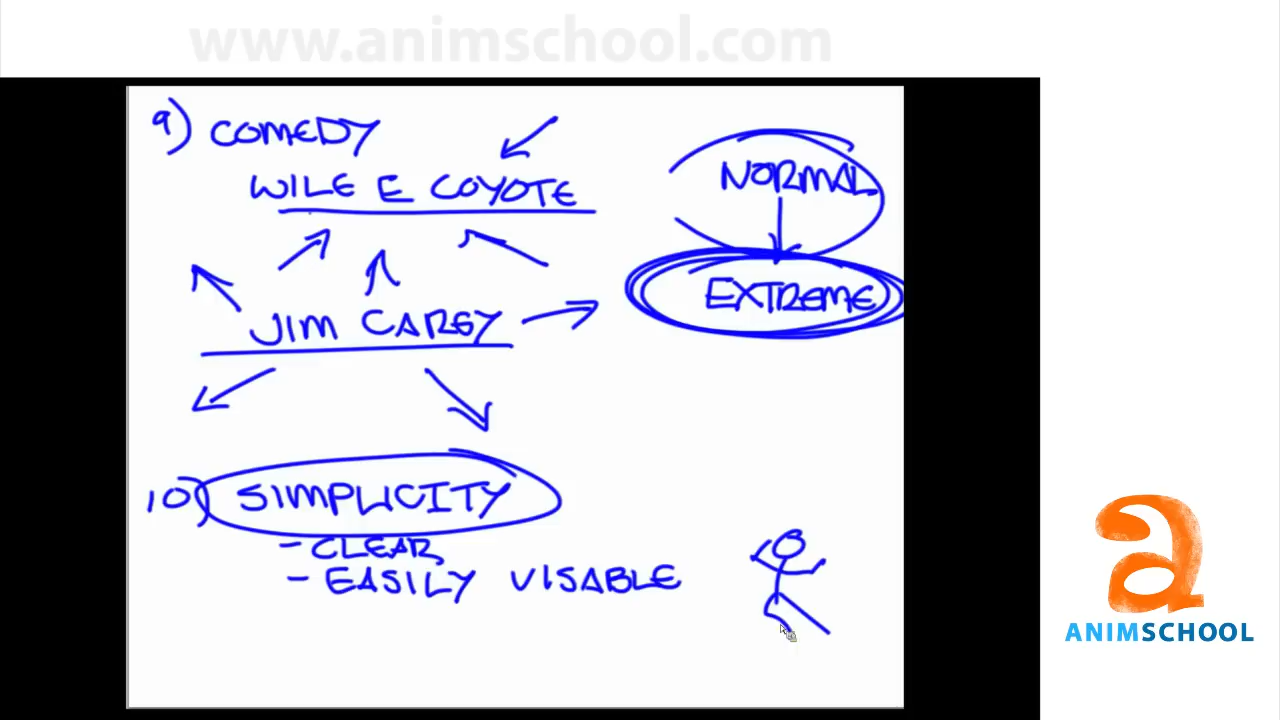 www.animschool.com
9) COMEDY
WILE E COYOTE
NORMAL
EXTREME
JIM CAREY
10) SIMPLICITY
- CLEAR
- EASILY VISABLE
ANIMSCHOOL